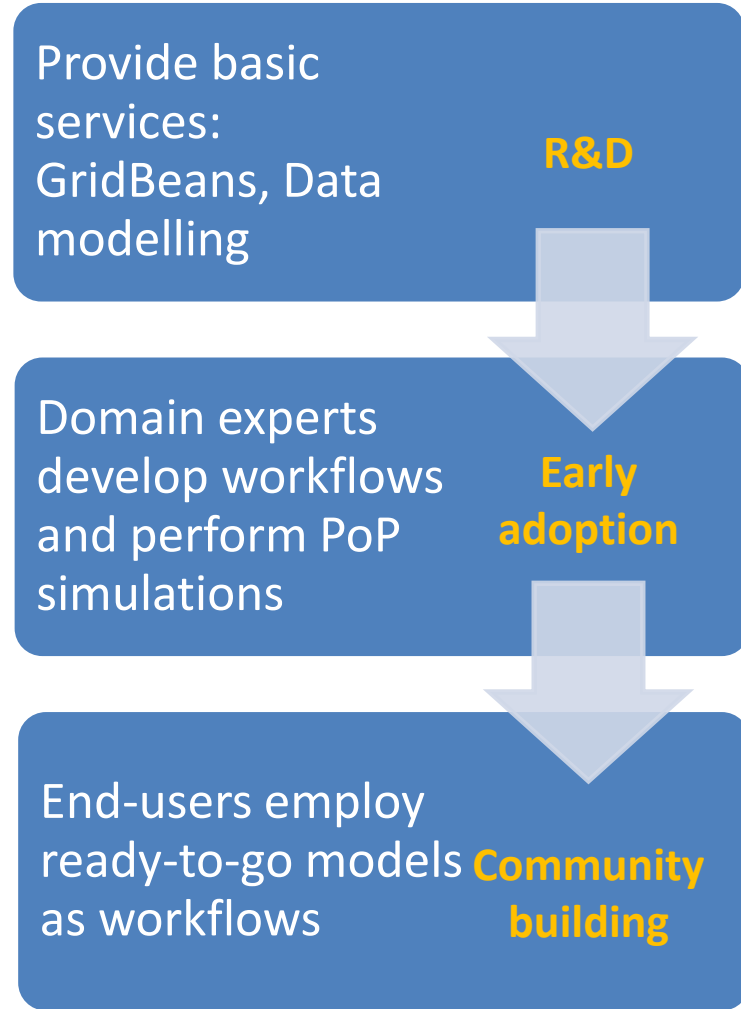 Provide basic
services:
GridBeans, Data
modelling
R&D
Domain experts
develop workflows
and perform PoP
simulations
Early
adoption
End-users employ
ready-to-go models
as workflows
Community
building